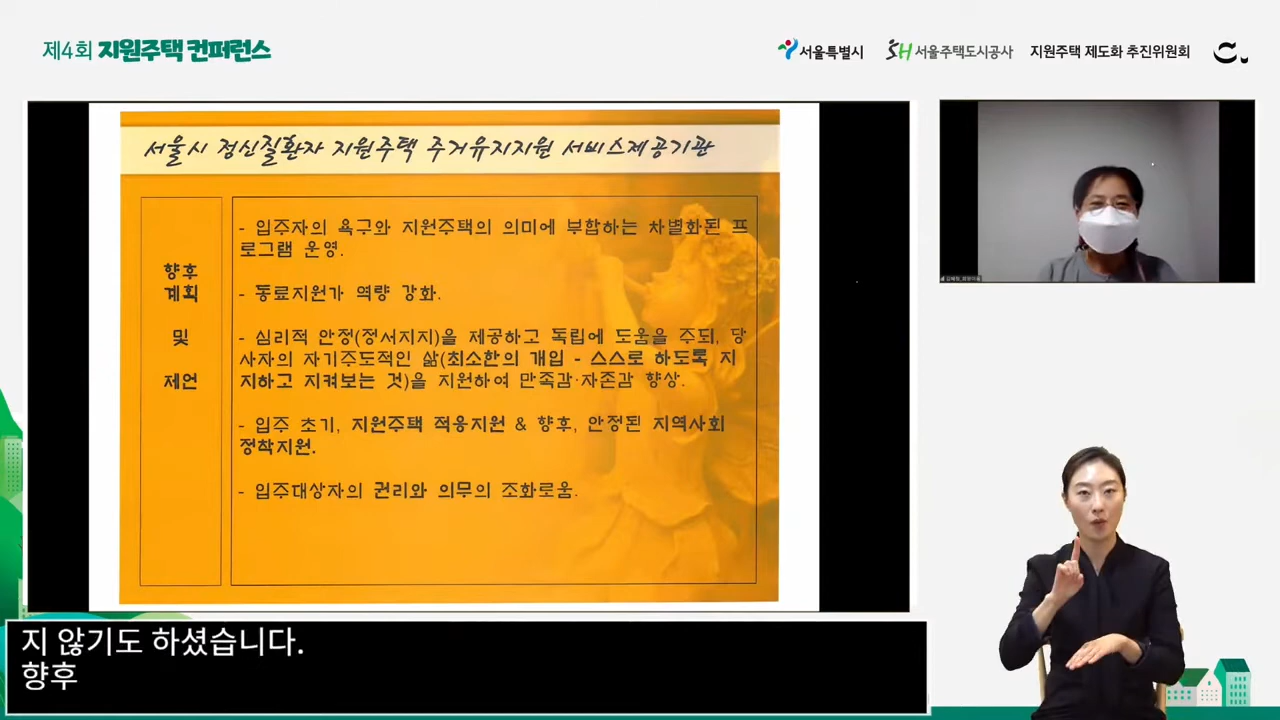 제4회 지원주택 컨퍼런스
서울특별시
SH 서울주택도시공사
지원주택 제도화 추진위원회
서울시 정신질환자 지원주택 주거유지지원 서비스제공기관
향후
계획
및
제언
- 입주자의 욕구와 지원주택의 의미에 부합하는 차별화된 프
로그램 운영.
- 동료지원가 역량 강화.
- 심리적 안정(정서지지)을 제공하고 독립에 도움을 주되, 당
사자의 자기주도적인 삶(최소한의 개입 - 스스로 하도록 지
지하고 지켜보는 것)을 지원하여 만족감·자존감 향상.
- 입주 초기, 지원주택 적응지원 & 향후, 안정된 지역사회
정착지원.
- 입주대상자의 권리와 의무의 조화로움.
지 않기도 하셨습니다.
향후